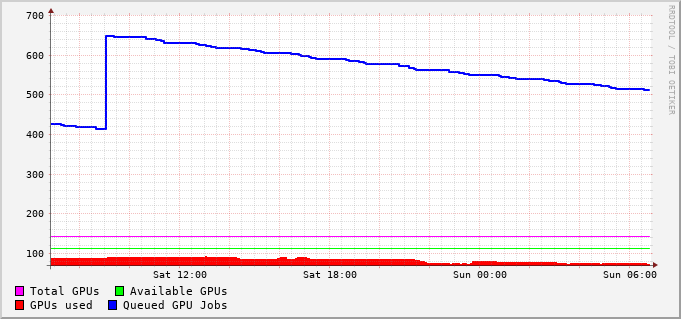 700
600
500
400
300
200
100
Sat 12:00 Sat 18:00 Sun 00:00 Sun 06:00
Total GPUs Available GPUs
GPUs used Queued GPU Jobs
RRDTOOL / TOBI OETIKER